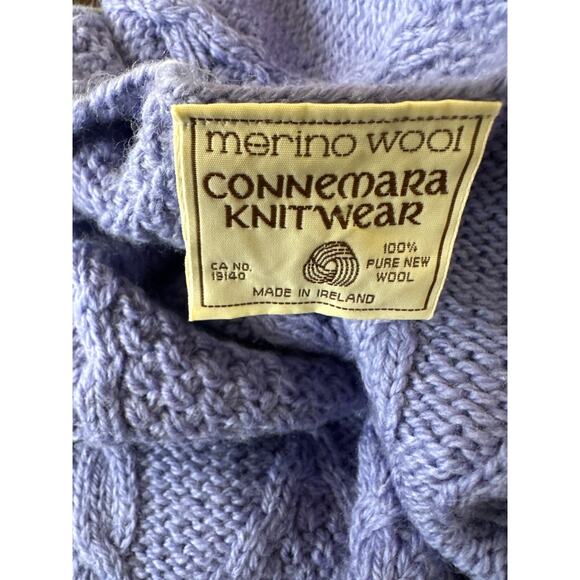 merino wool
CONNEMARA
KNITWEAR
CA NO.
19140
100%
PURE NEW
WOOL
MADE IN IRELAND